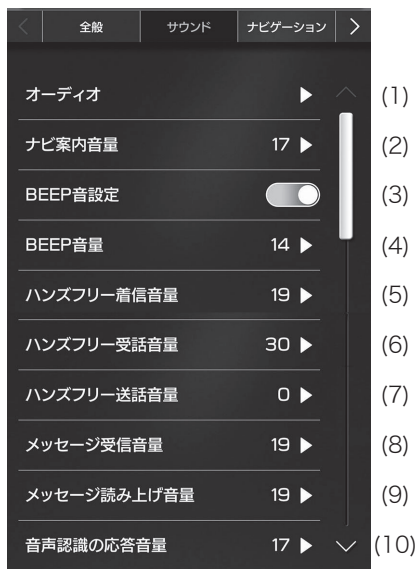 全般 サウンド ナビゲーション
オーディオ (1)
ナビ案内音量 17 (2)
BEEP音設定 (3)
BEEP音量 14 (4)
ハンズフリー着信音量 19 (5)
ハンズフリー受話音量 30 (6)
ハンズフリー送話音量 0 (7)
メッセージ受信音量 19 (8)
メッセージ読み上げ音量 19 (9)
音声認識の応答音量 17 (10)